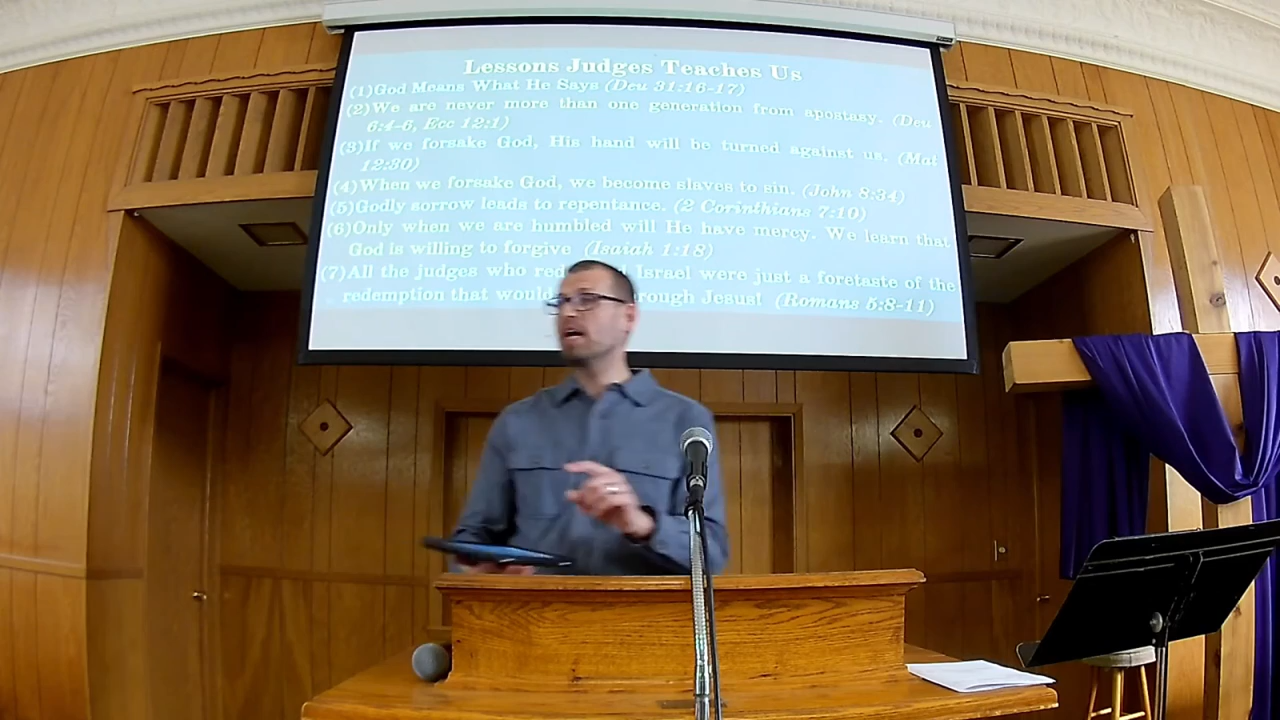 Lessons Judges Teaches Us
(1)God Means What He Says (Deu 31:16-17)
(2)We are never more than one generation from apostasy. (Deu
6:4-6, Ecc 12:1)
(3)If we forsake God, His hand will be turned against us. (Mat
12:30)
(4)When we forsake God, we become slaves to sin. (John 8:34)
(5)Godly sorrow leads to repentance. (2 Corinthians 7:10)
(6)Only when we are humbled will He have mercy. We learn that
God is willing to forgive (Isaiah 1:18)
(7)All the judges who Israel were just a foretaste of the
redemption that would Jesus! (Romans 5:8-11)